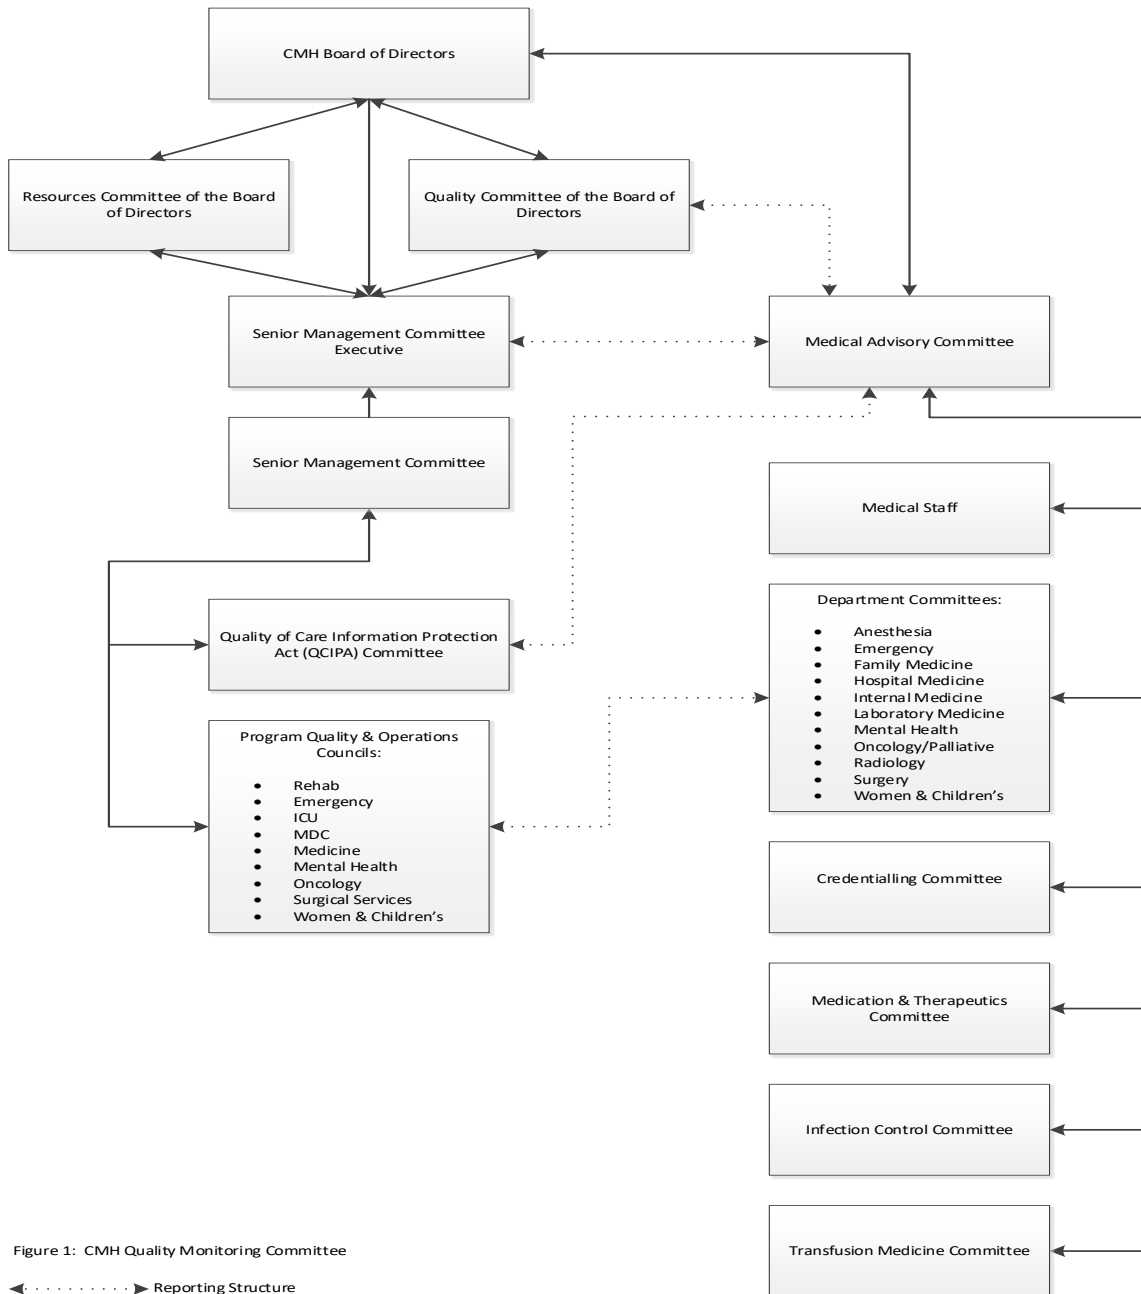 CMH Board of Directors
Resources Committee of the Board
of Directors
Quality Committee of the Board of
Directors
Senior Management Committee
Executive
Medical Advisory Committee
Senior Management Committee
Medical Staff
Quality of Care Information Protection
Act (QCIPA) Committee
Department Committees:
• Anesthesia
• Emergency
• Family Medicine
• Hospital Medicine
• Internal Medicine
• Laboratory Medicine
• Mental Health
• Oncology/Palliative
• Radiology
• Surgery
• Women & Children's
Program Quality & Operations
Councils:
• Rehab
• Emergency
• ICU
• MDC
• Medicine
• Mental Health
• Oncology
• Surgical Services
• Women & Children's
Credentialling Committee
Medication & Therapeutics
Committee
Infection Control Committee
Transfusion Medicine Committee
Figure 1: CMH Quality Monitoring Committee
Reporting Structure